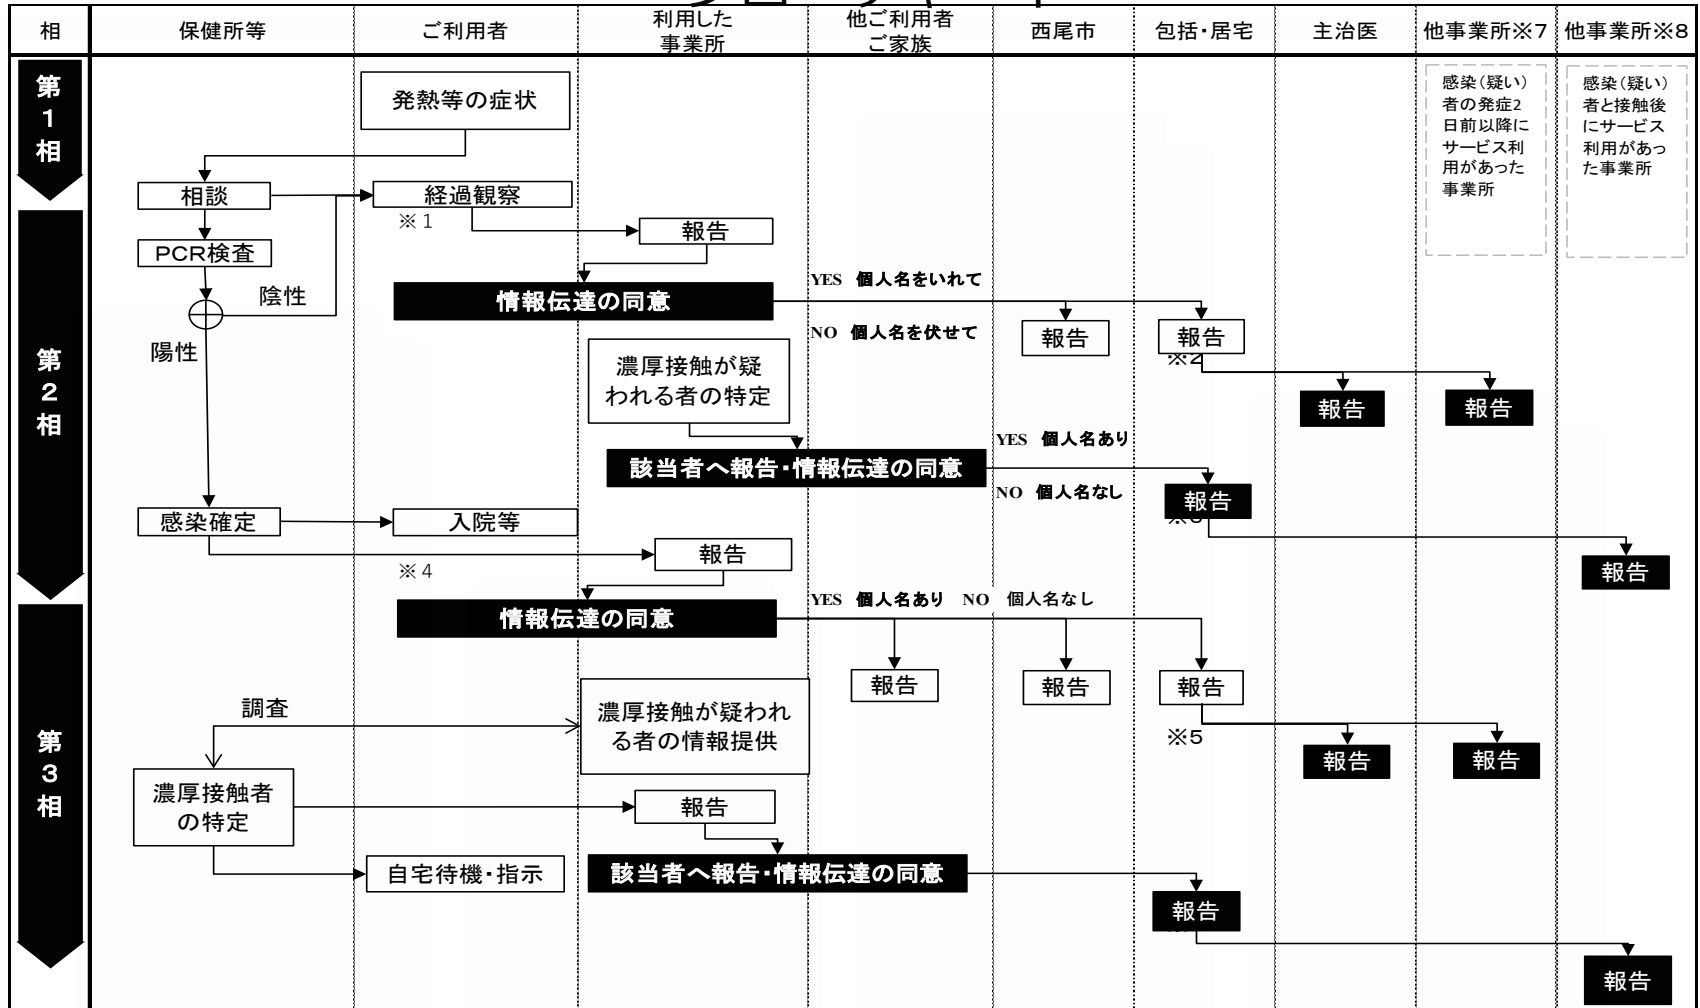 相
保健所等
ご利用者
利用した
事業所
他ご利用者
ご家族
西尾市
包括・居宅
主治医
他事業所※7
他事業所※8
第
1
相
発熱等の症状
感染(疑い)
者の発症2
日前以降に
サービス利
用があった
事業所
感染(疑い)
者と接触後
にサービス
利用があっ
た事業所
相談
経過観察
※1
報告
PCR検査
陰性
陽性
情報伝達の同意
YES 個人名をいれて
NO 個人名を伏せて
報告
報告
※2
報告
報告
第
2
相
濃厚接触が疑
われる者の特定
該当者へ報告・情報伝達の同意
YES 個人名あり
NO 個人名なし
報告
報告
感染確定
入院等
報告
※4
情報伝達の同意
YES 個人名あり NO 個人名なし
報告
報告
報告
※5
報告
報告
第
3
相
調査
濃厚接触が疑われ
る者の情報提供
濃厚接触者
の特定
報告
自宅待機・指示
該当者へ報告・情報伝達の同意
報告
報告